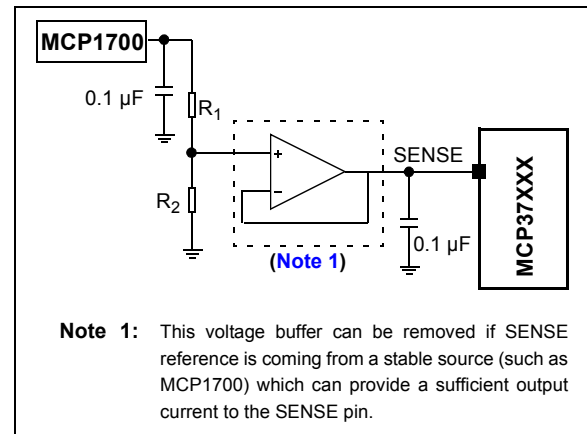 MCP1700
0.1 µF
R1
R2
+
–
SENSE
0.1 µF
MCP37XXX
(Note 1)
Note 1: This voltage buffer can be removed if SENSE
reference is coming from a stable source (such as
MCP1700) which can provide a sufficient output
current to the SENSE pin.